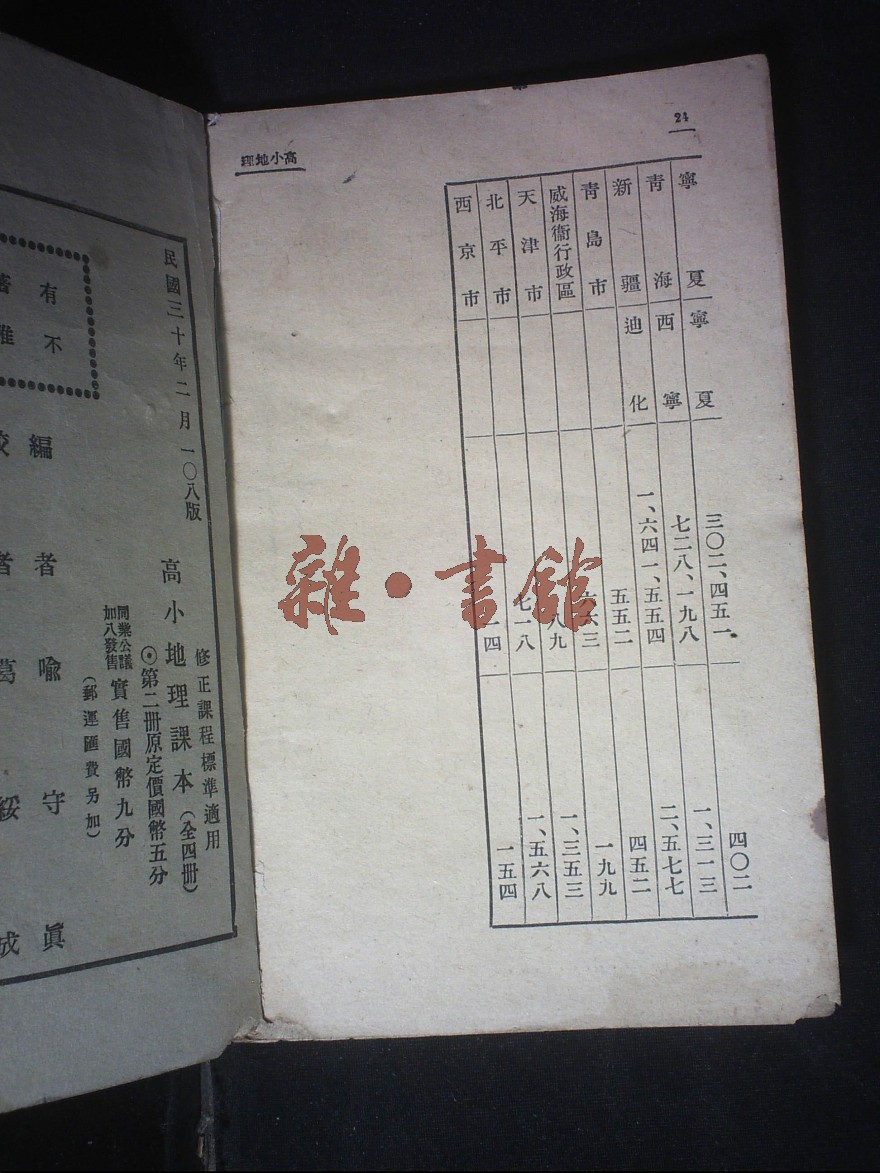 24
高小地理
寧夏 寧夏 三〇二、四五一 四〇二
青海 西寧 七二八、一九八 一、三一三
新疆 迪化 一、六四一、五五四 二、五七七
青島市 五五二 四五二
威海衛行政區 一九九
天津市 一、三五三
北平市 七一八 一、五六八
西京市 一五四
雜·書館
修正課程標準適用
高小地理課本（全四冊）
⊙第二冊原定價國幣五分
同業公議加八發售 實售國幣九分
（郵運匯費另加）
民國三十年二月一〇八版
有不
編者 喻守眞
者 葛綏成